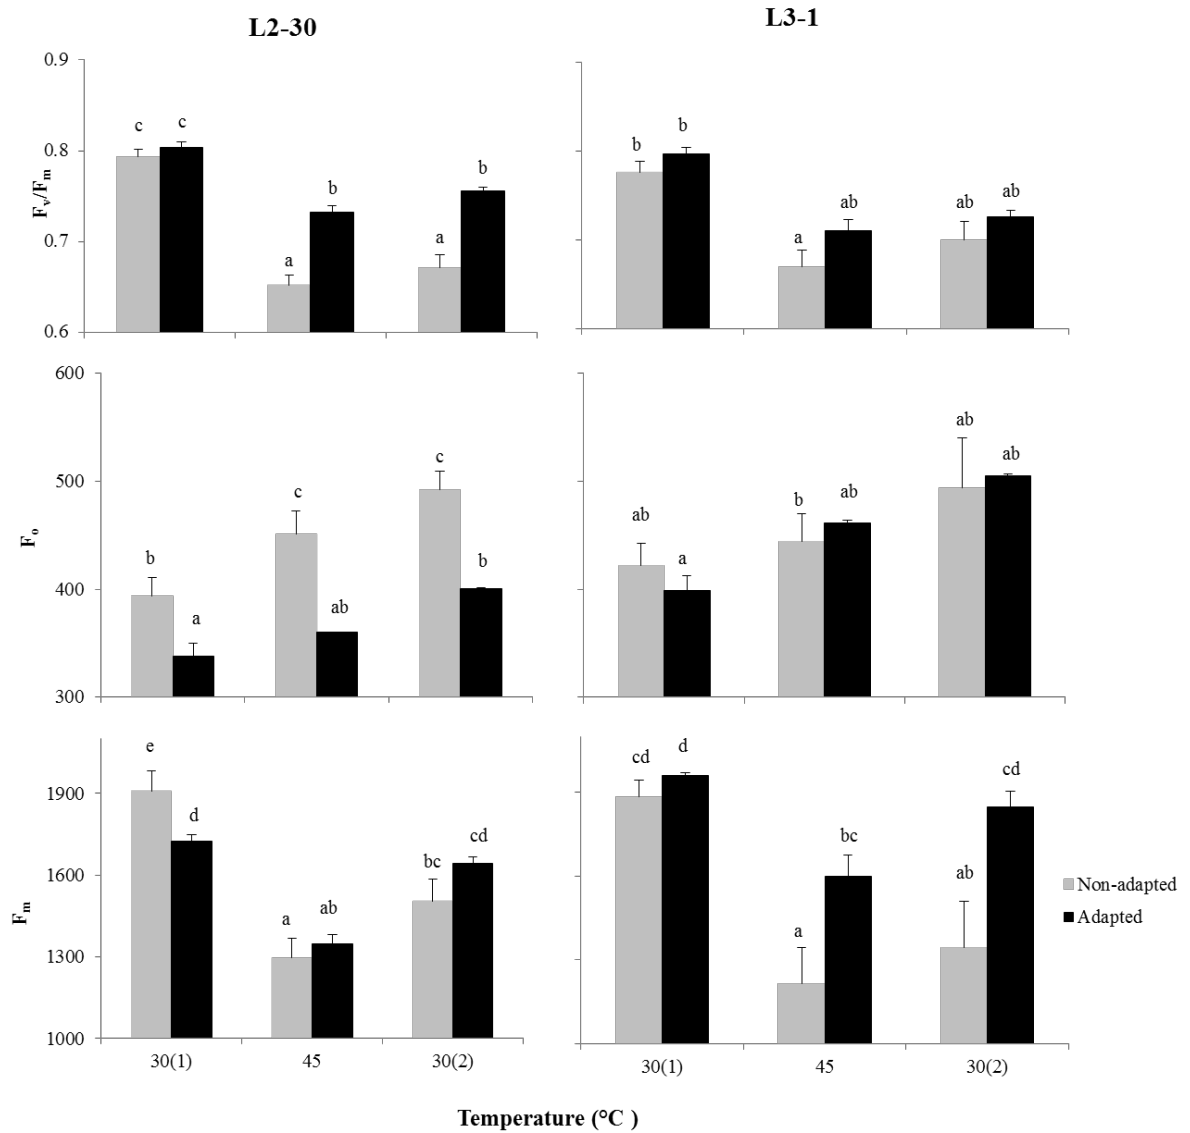 L2-30
L3-1
0.9
0.8
0.7
0.6
Fv/Fm
c c
a b
a b
b b
a ab
ab ab
600
500
400
300
Fo
b a
c ab
c b
ab a
b ab
ab ab
1900
1600
1300
1000
Fm
e d
a ab
bc cd
cd d
a bc
ab cd
Non-adapted
Adapted
30(1) 45 30(2)
30(1) 45 30(2)
Temperature (°C )